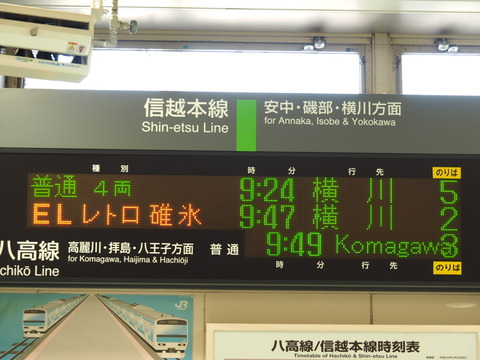 信越本線 安中・磯部・横川方面
Shin-etsu Line for Annaka, Isobe & Yokokawa
種別 時 分 行先 のりば
普通 4両 9:24 横川 5
ELレトロ碓氷 9:47 横川 2
八高線 高麗川・拝島・八王子方面 普通 9:49 Komagawa 3
chikō Line for Komagawa, Haijima & Hachiōji 時 分 行先 のりば
JR
八高線/信越本線時刻表
Timetable of Hachikō & Shin-etsu Line